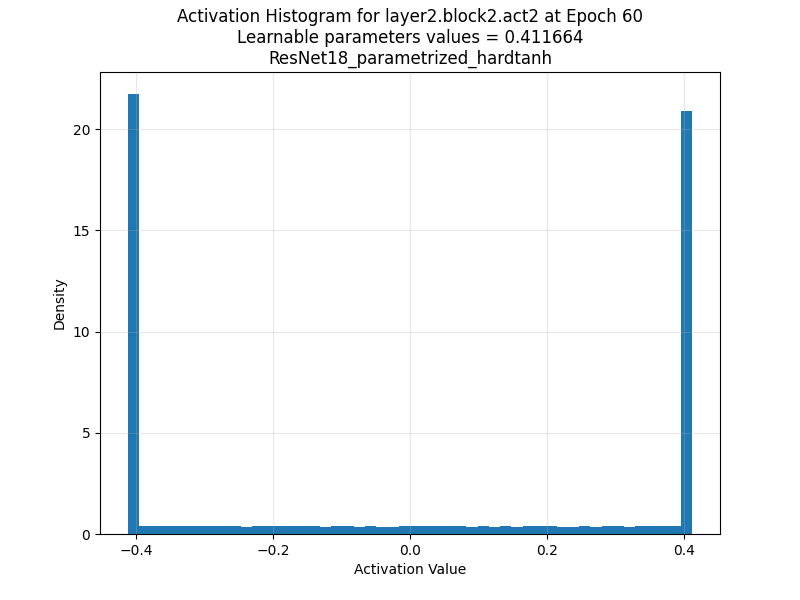 Activation Histogram for layer2.block2.act2 at Epoch 60
Learnable parameters values = 0.411664
ResNet18_parametrized_hardtanh
20
15
10
5
0
Density
−0.4
−0.2
0.0
0.2
0.4
Activation Value